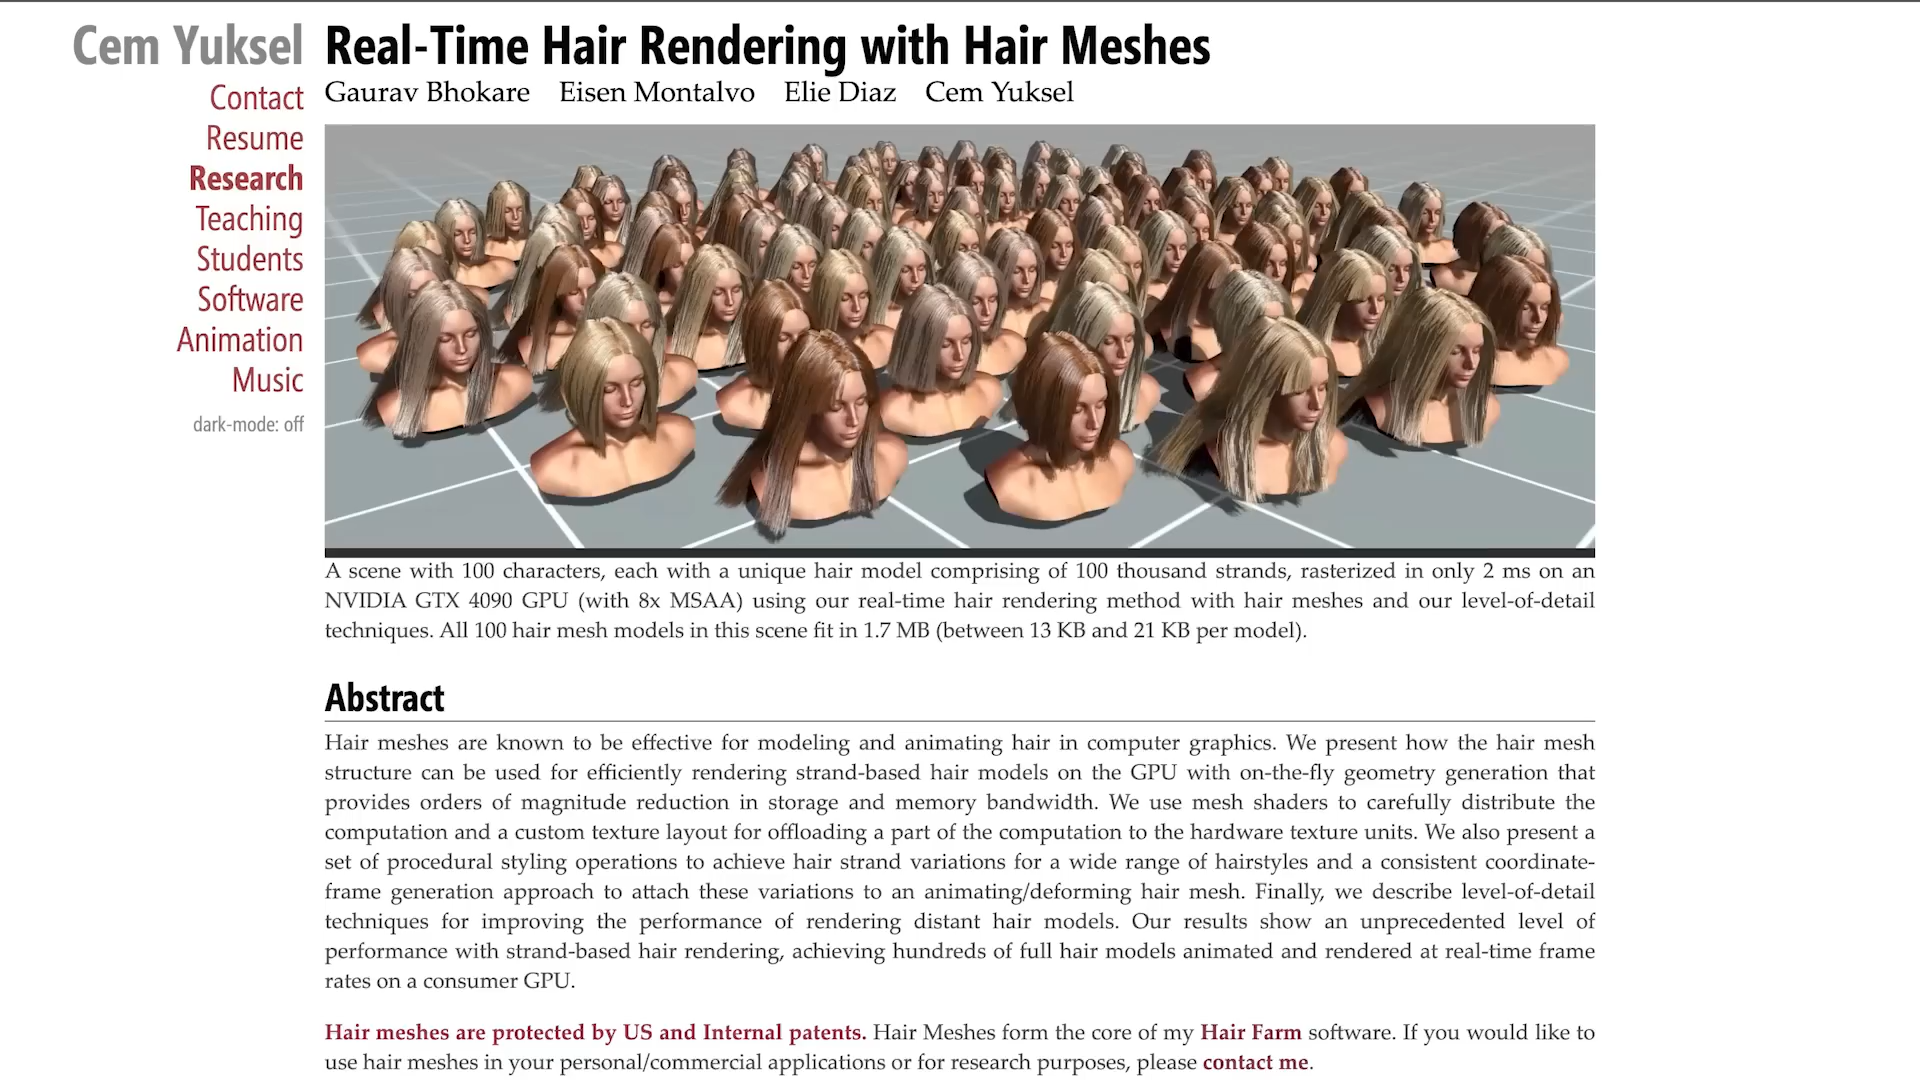 Cem Yuksel
Contact
Resume
Research
Teaching
Students
Software
Animation
Music
dark-mode: off
Real-Time Hair Rendering with Hair Meshes
Gaurav Bhokare Eisen Montalvo Elie Diaz Cem Yuksel
A scene with 100 characters, each with a unique hair model comprising of 100 thousand strands, rasterized in only 2 ms on an
NVIDIA GTX 4090 GPU (with 8x MSAA) using our real-time hair rendering method with hair meshes and our level-of-detail
techniques. All 100 hair mesh models in this scene fit in 1.7 MB (between 13 KB and 21 KB per model).
Abstract
Hair meshes are known to be effective for modeling and animating hair in computer graphics. We present how the hair mesh
structure can be used for efficiently rendering strand-based hair models on the GPU with on-the-fly geometry generation that
provides orders of magnitude reduction in storage and memory bandwidth. We use mesh shaders to carefully distribute the
computation and a custom texture layout for offloading a part of the computation to the hardware texture units. We also present a
set of procedural styling operations to achieve hair strand variations for a wide range of hairstyles and a consistent coordinate-
frame generation approach to attach these variations to an animating/deforming hair mesh. Finally, we describe level-of-detail
techniques for improving the performance of rendering distant hair models. Our results show an unprecedented level of
performance with strand-based hair rendering, achieving hundreds of full hair models animated and rendered at real-time frame
rates on a consumer GPU.
Hair meshes are protected by US and Internal patents. Hair Meshes form the core of my Hair Farm software. If you would like to
use hair meshes in your personal/commercial applications or for research purposes, please contact me.